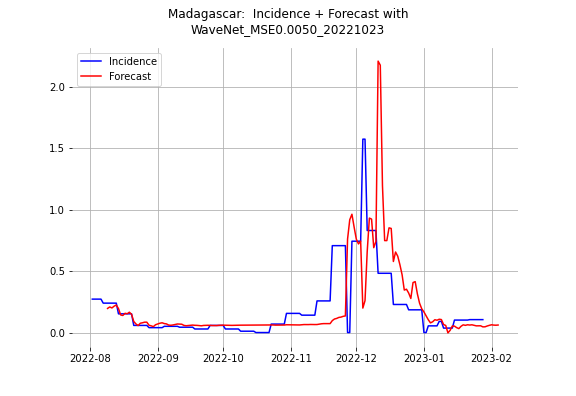 Madagascar:  Incidence + Forecast with
WaveNet_MSE0.0050_20221023
Incidence
Forecast
2.0
1.5
1.0
0.5
0.0
2022-08 2022-09 2022-10 2022-11 2022-12 2023-01 2023-02